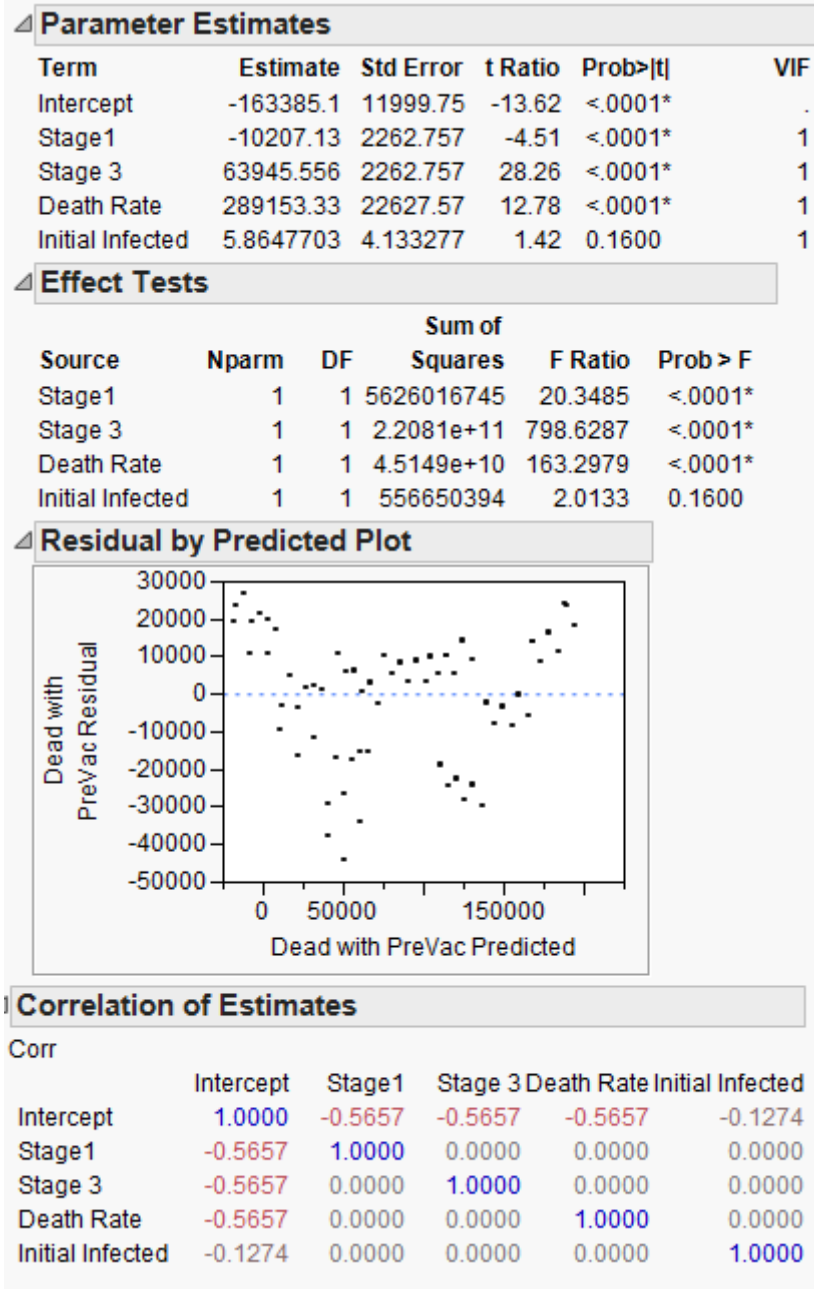 Parameter Estimates
Term Estimate Std Error t Ratio Prob>|t| VIF
Intercept -163385.1 11999.75 -13.62 <.0001* .
Stage1 -10207.13 2262.757 -4.51 <.0001* 1
Stage 3 63945.556 2262.757 28.26 <.0001* 1
Death Rate 289153.33 22627.57 12.78 <.0001* 1
Initial Infected 5.8647703 4.133277 1.42 0.1600 1
Effect Tests
Sum of
Source Nparm DF Squares F Ratio Prob > F
Stage1 1 1 5626016745 20.3485 <.0001*
Stage 3 1 1 2.2081e+11 798.6287 <.0001*
Death Rate 1 1 4.5149e+10 163.2979 <.0001*
Initial Infected 1 1 556650394 2.0133 0.1600
Residual by Predicted Plot
Dead with
PreVac Residual
30000
20000
10000
0
-10000
-20000
-30000
-40000
-50000
0 50000 150000
Dead with PreVac Predicted
Correlation of Estimates
Corr
Intercept Stage1 Stage 3 Death Rate Initial Infected
Intercept 1.0000 -0.5657 -0.5657 -0.5657 -0.1274
Stage1 -0.5657 1.0000 0.0000 0.0000 0.0000
Stage 3 -0.5657 0.0000 1.0000 0.0000 0.0000
Death Rate -0.5657 0.0000 0.0000 1.0000 0.0000
Initial Infected -0.1274 0.0000 0.0000 0.0000 1.0000